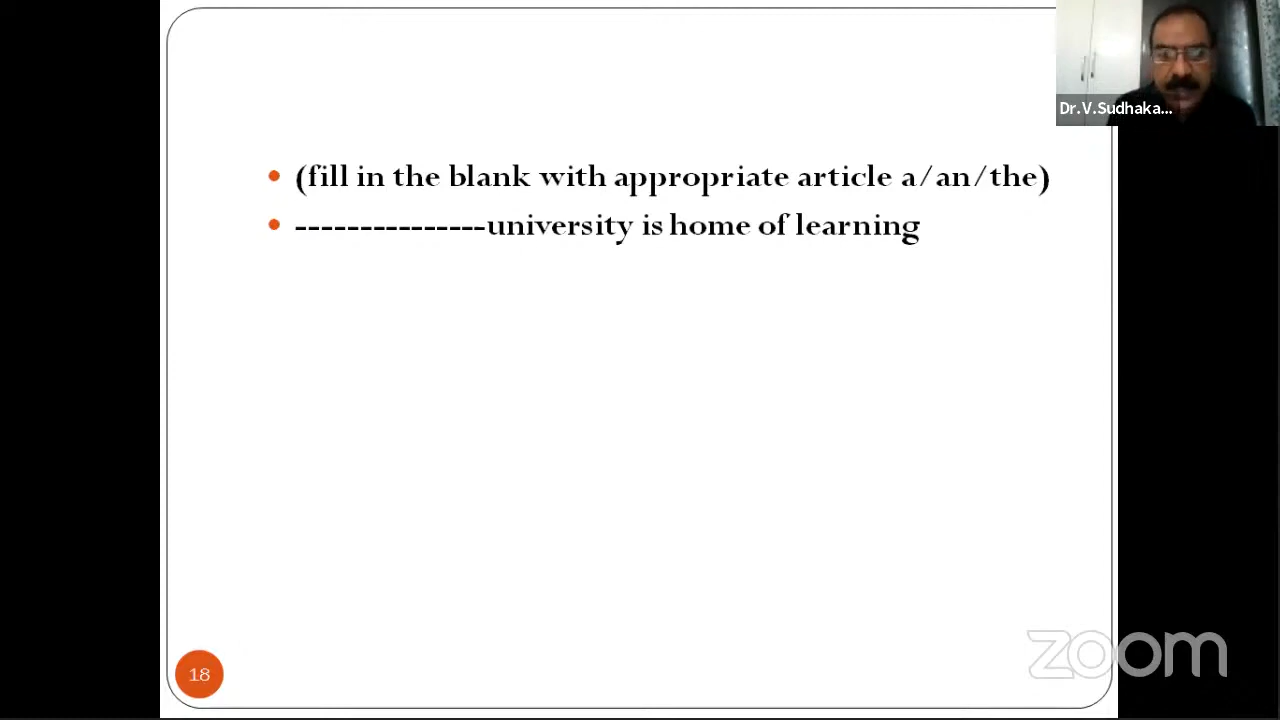 Dr.V.Sudhaka...
(fill in the blank with appropriate article a/an/the)
---------------university is home of learning
18
zoom